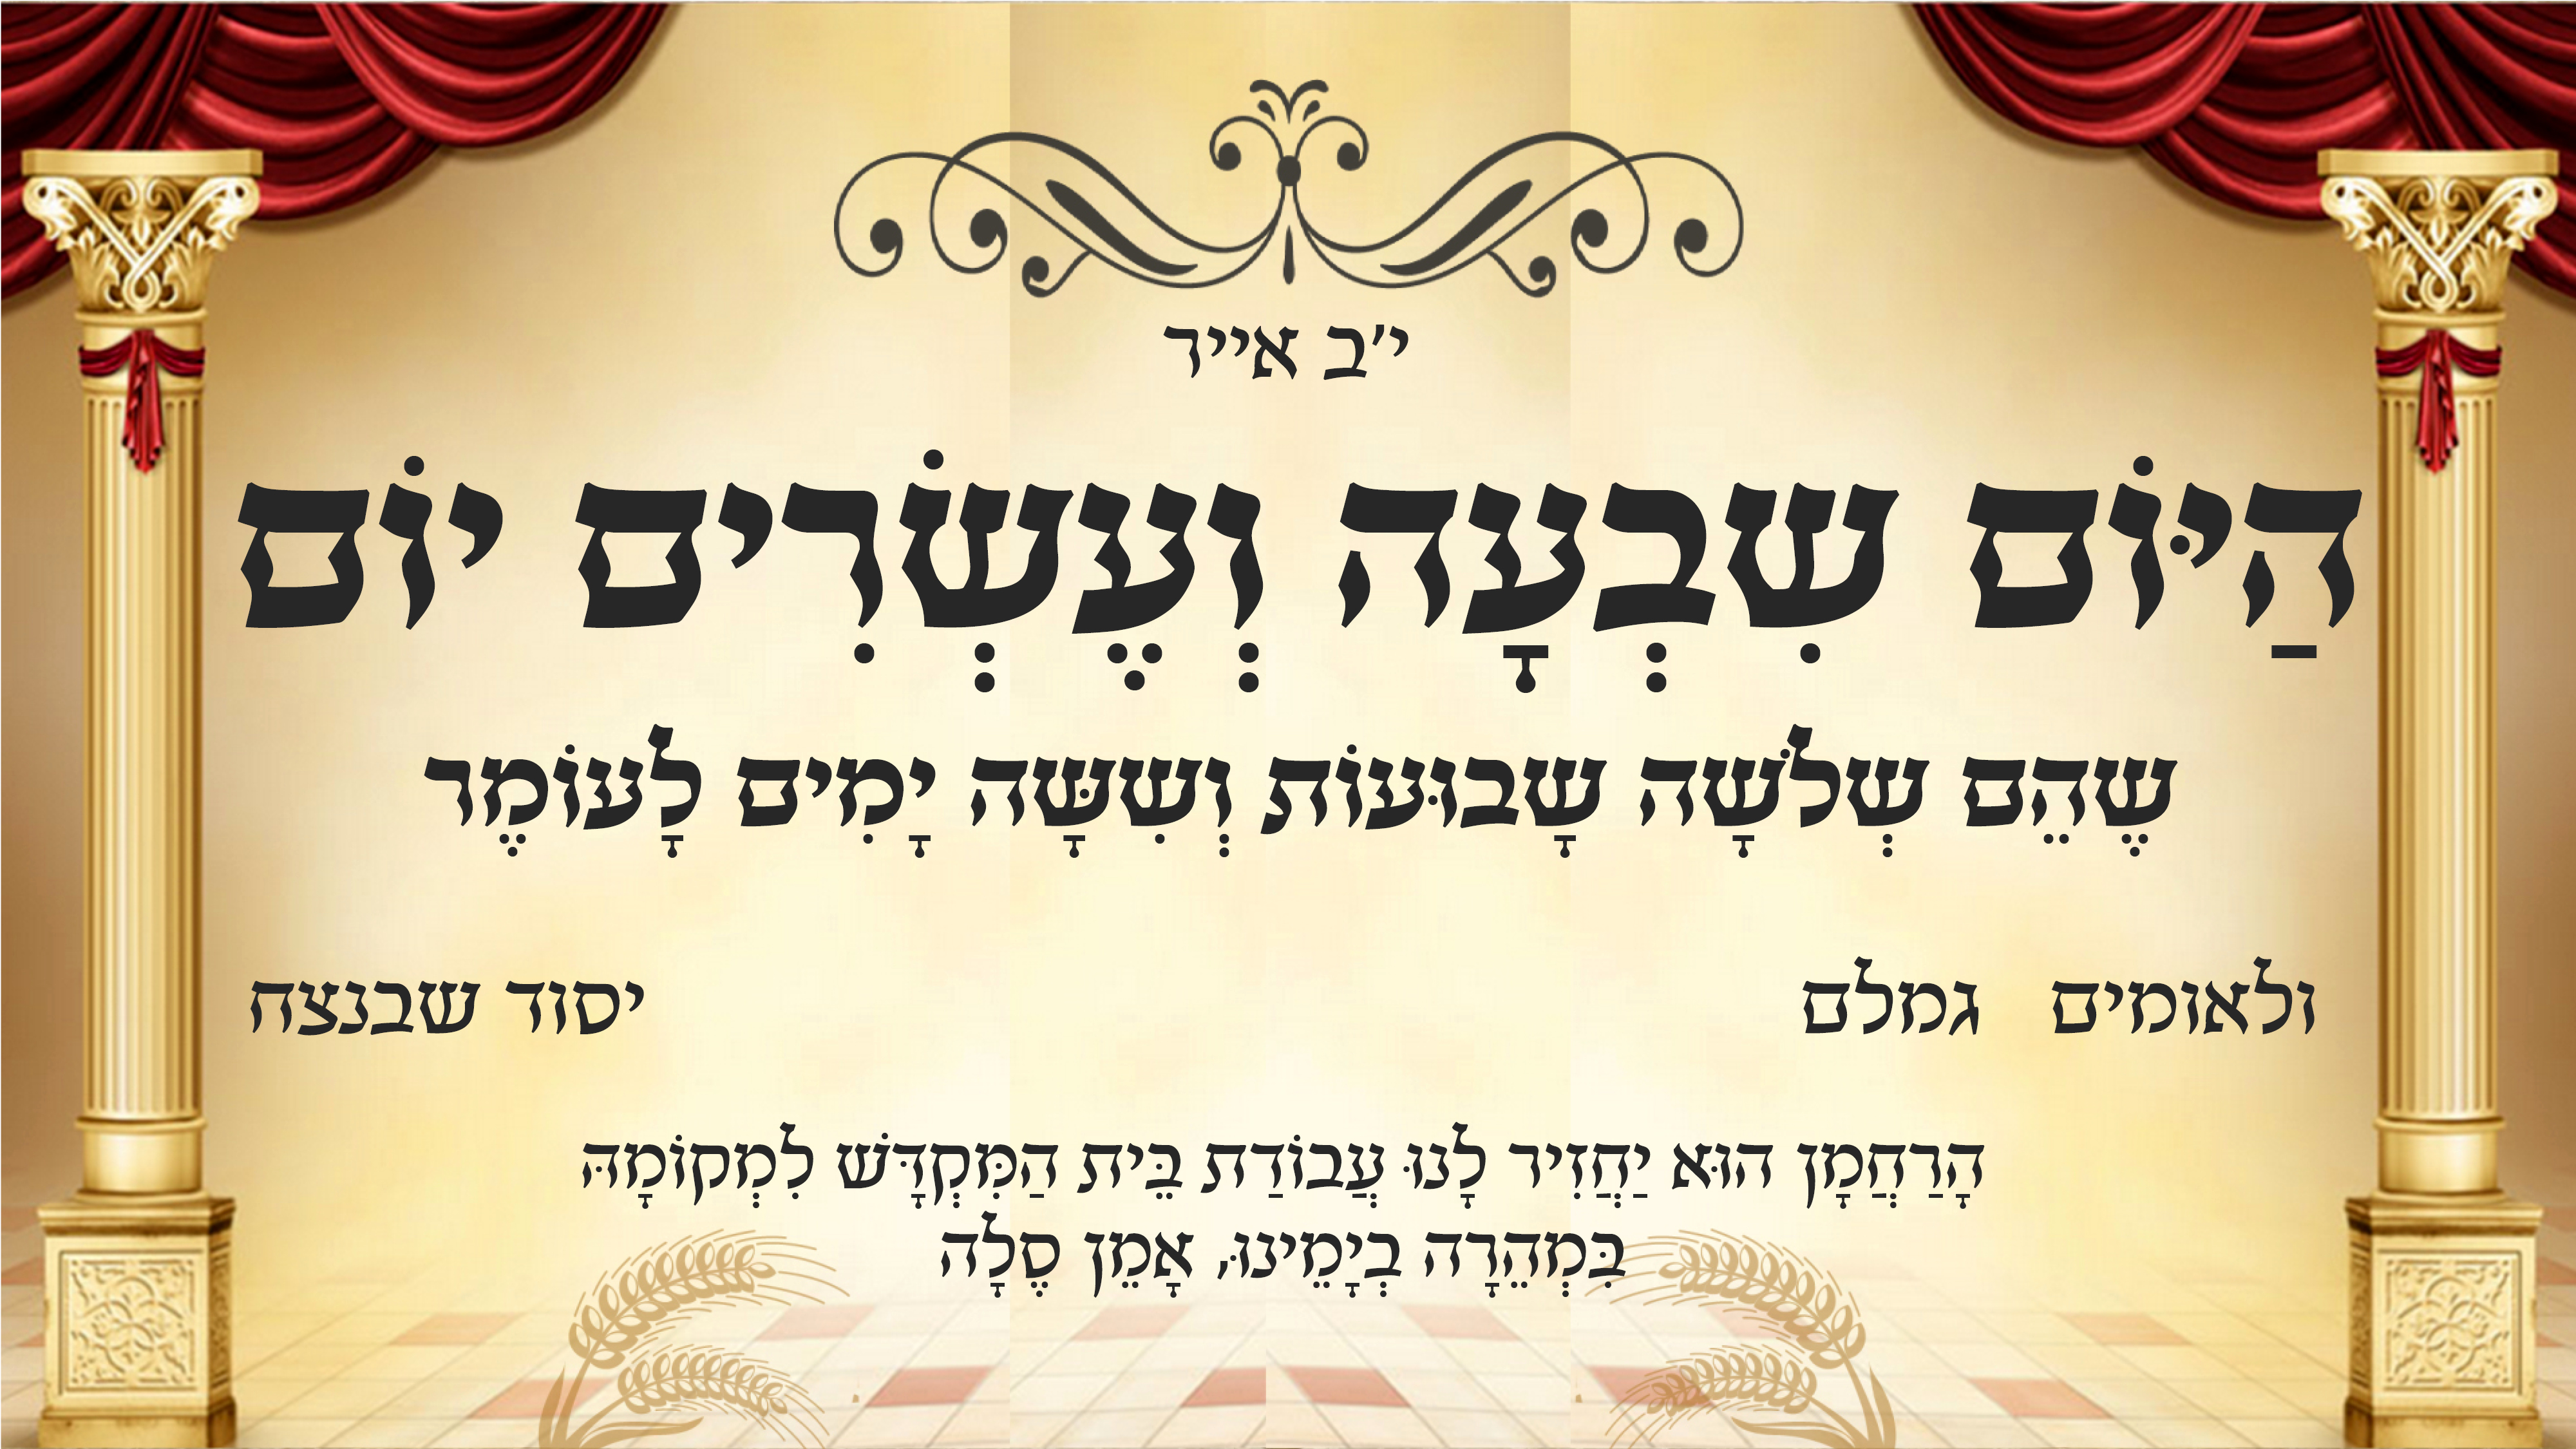 י"ב אייר
הַיּוֹם שִׁבְעָה וְעֶשְׂרִים יוֹם
שֶׁהֵם שְׁלֹשָׁה שָׁבוּעוֹת וְשִׁשָּׁה יָמִים לָעוֹמֶר
ולאומים גמלם יסוד שבנצח
הָרַחֲמָן הוּא יַחֲזִיר לָנוּ עֲבוֹדַת בֵּית הַמִּקְדָּשׁ לִמְקוֹמָהּ
בִּמְהֵרָה בְיָמֵינוּ, אָמֵן סֶלָה